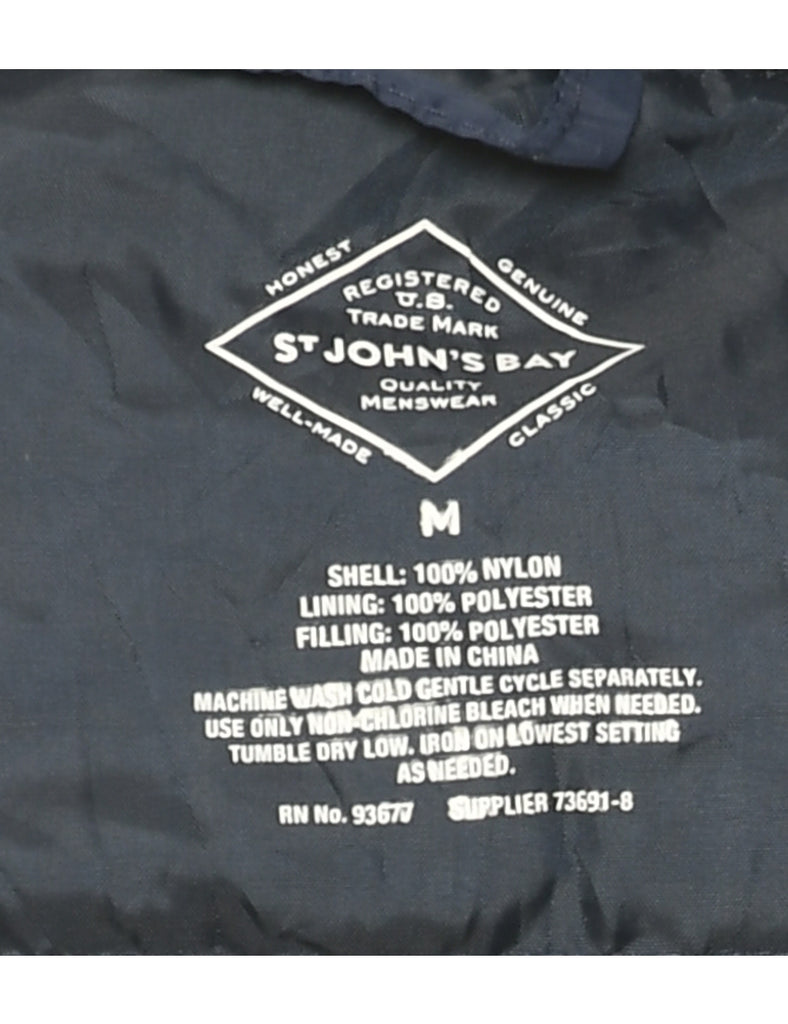 HONEST
GENUINE
REGISTERED
U.S.
TRADE MARK
ST JOHN'S BAY
QUALITY
MENSWEAR
WELL-MADE
CLASSIC
M
SHELL: 100% NYLON
LINING: 100% POLYESTER
FILLING: 100% POLYESTER
MADE IN CHINA
MACHINE WASH COLD GENTLE CYCLE SEPARATELY.
USE ONLY NON-CHLORINE BLEACH WHEN NEEDED.
TUMBLE DRY LOW. IRON ON LOWEST SETTING
AS NEEDED.
RN No. 93677 SUPPLIER 73691-8